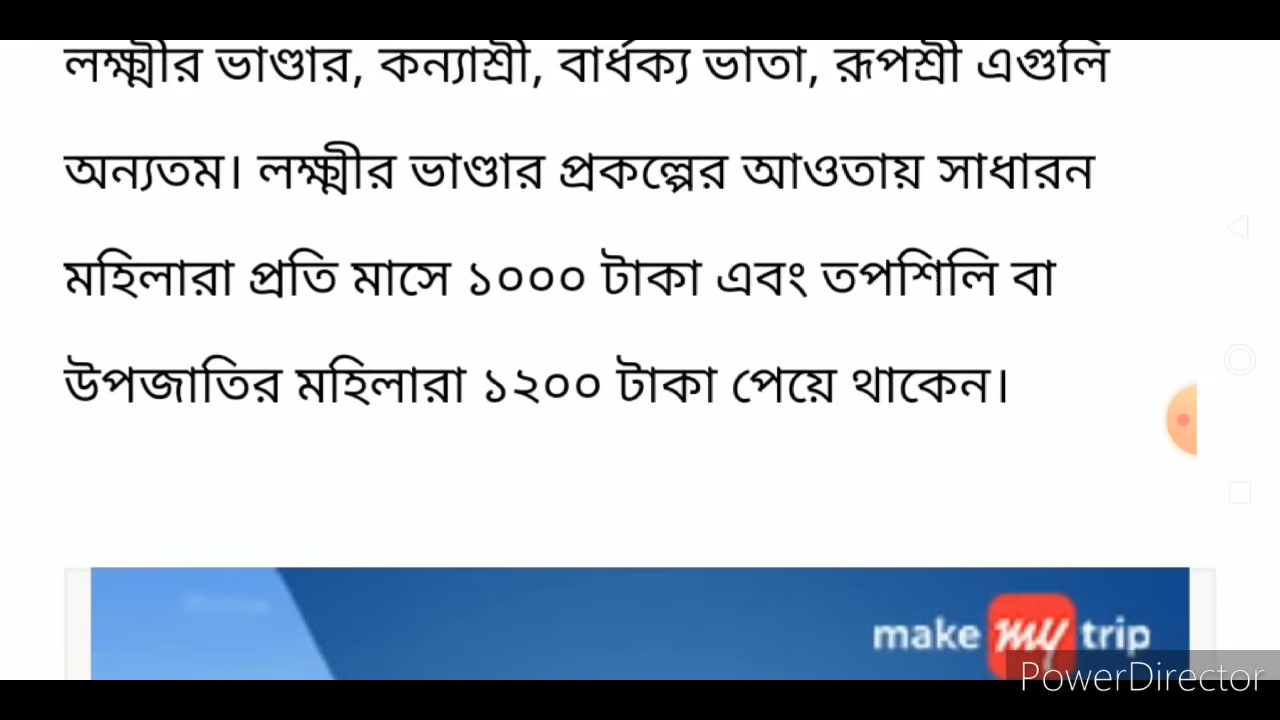 লক্ষ্মীর ভাণ্ডার, কন্যাশ্রী, বার্ধক্য ভাতা, রূপশ্রী এগুলি
অন্যতম। লক্ষ্মীর ভাণ্ডার প্রকল্পের আওতায় সাধারন
মহিলারা প্রতি মাসে ১০০০ টাকা এবং তপশিলি বা
উপজাতির মহিলারা ১২০০ টাকা পেয়ে থাকেন।
make my trip
PowerDirector